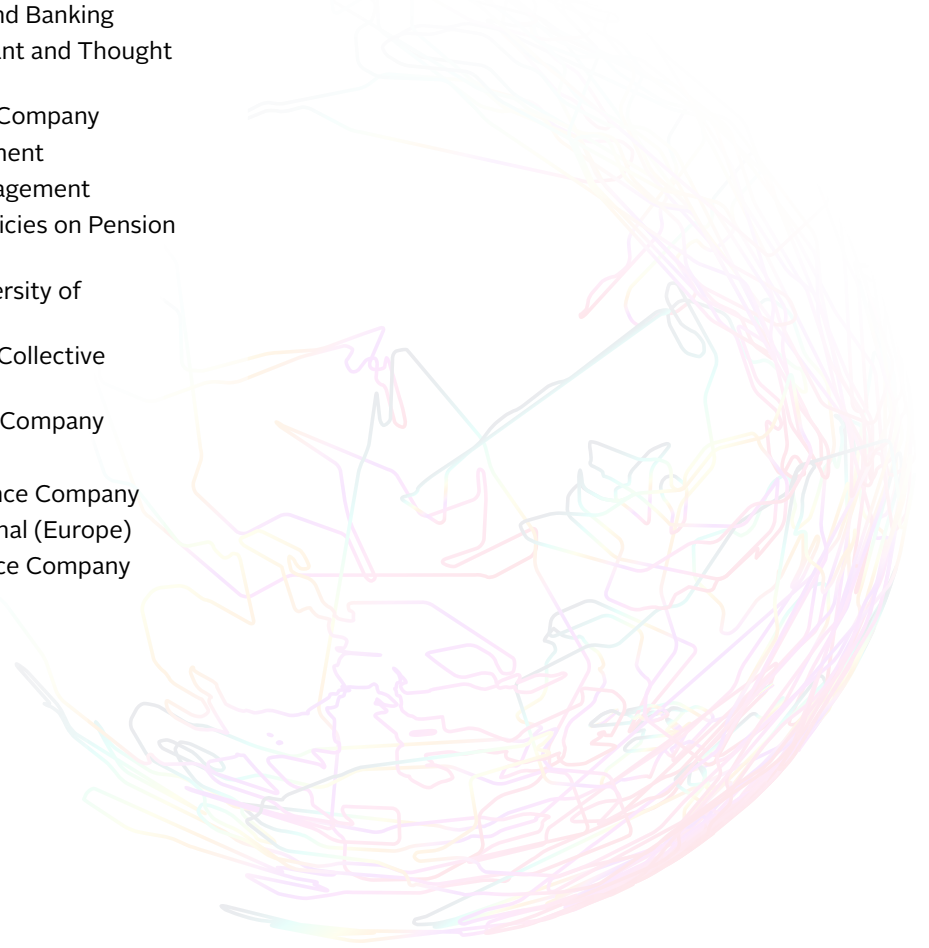 nd Banking
nt and Thought
Company
nent
agement
icies on Pension
ersity of
Collective
Company
nce Company
nal (Europe)
ce Company